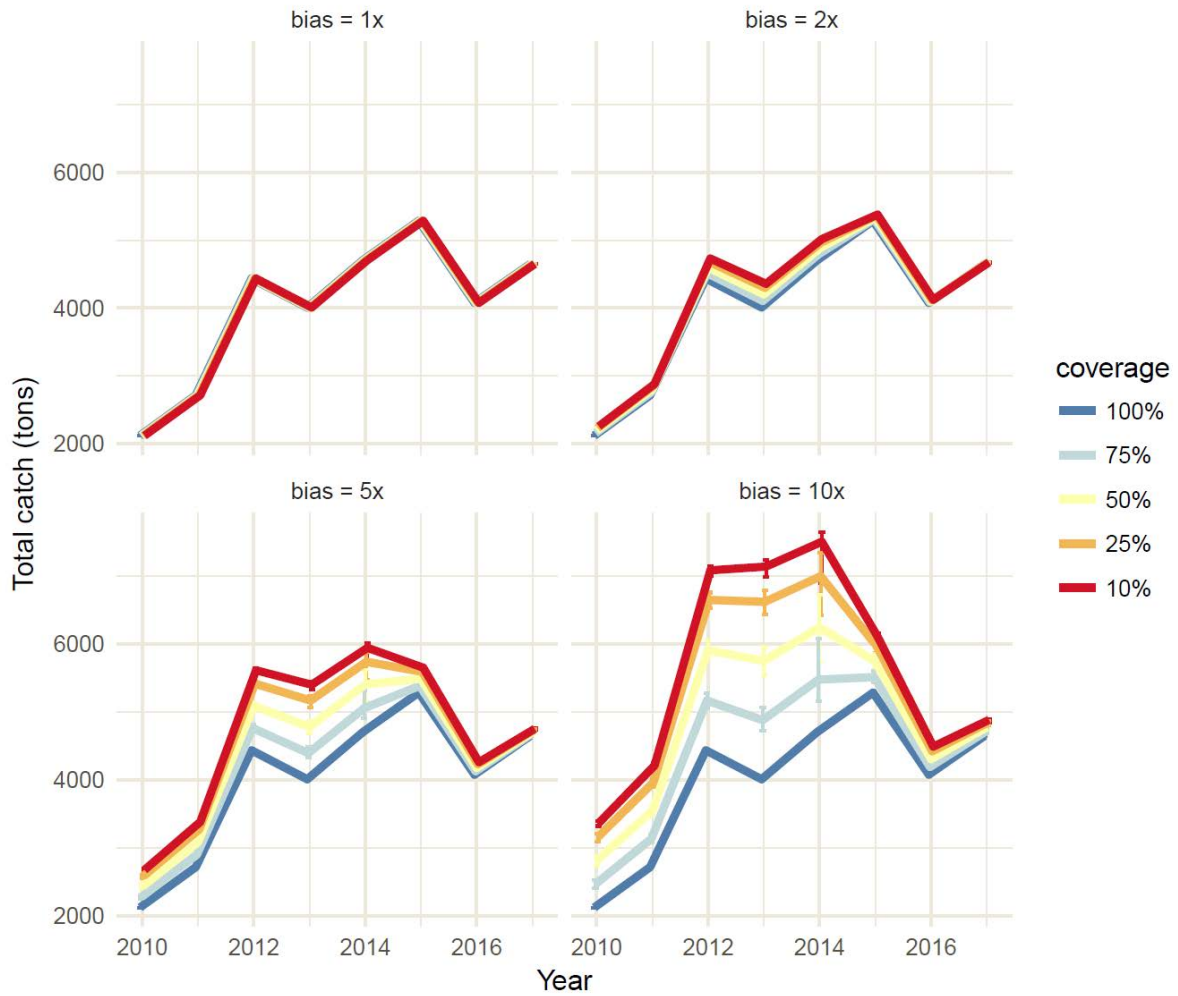 bias = 1x
bias = 2x
6000
4000
2000
bias = 5x
bias = 10x
6000
4000
2000
2010
2012
2014
2016
2010
2012
2014
2016
Year
Total catch (tons)
coverage
100%
75%
50%
25%
10%